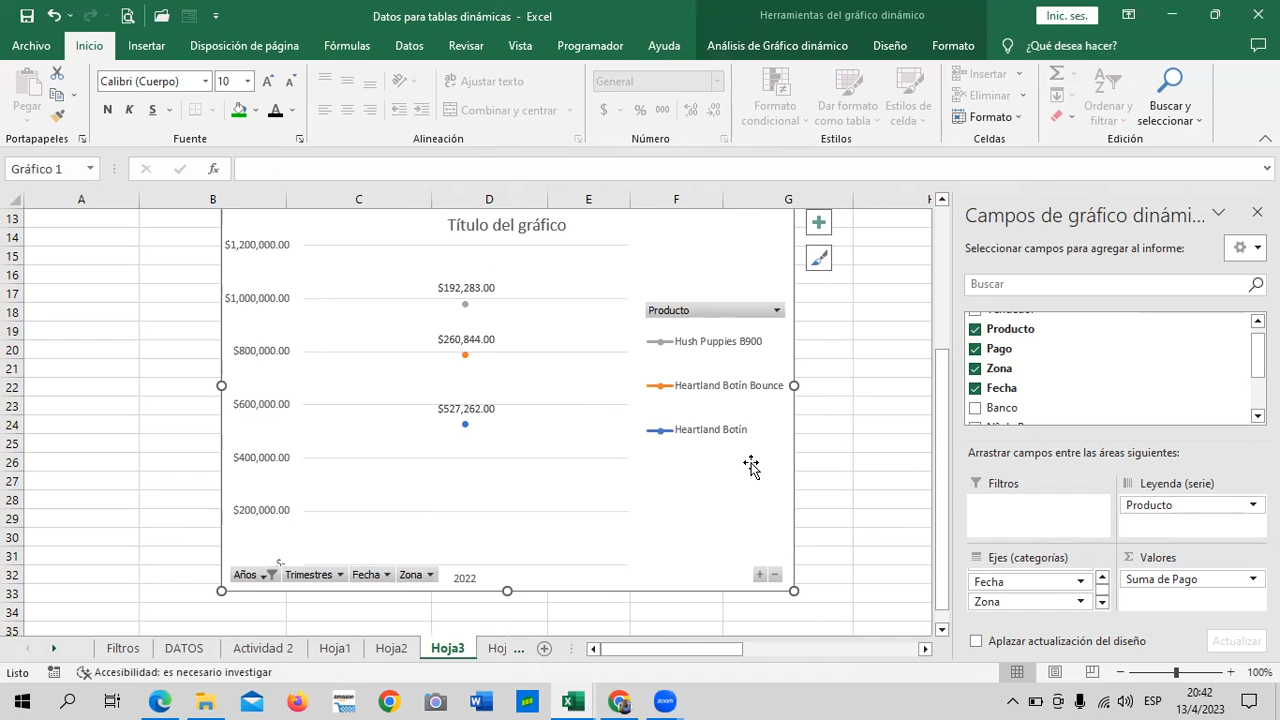 Datos para tablas dinámicas - Excel
Herramientas del gráfico dinámico
Inic. ses.
Archivo Inicio Insertar Disposición de página Fórmulas Datos Revisar Vista Programador Ayuda Análisis de Gráfico dinámico Diseño Formato ¿Qué desea hacer?
Pegar
Calibri (Cuerpo) 10
N K S
Ajustar texto
Combinar y centrar
General
$ % 000
Formato condicional
Dar formato como tabla
Estilos de celda
Insertar
Eliminar
Formato
Ordenar y filtrar
Buscar y seleccionar
Portapapeles Fuente Alineación Número Estilos Celdas Edición
Gráfico 1
fx
A B C D E F G H
13
14
15
16
17
18
19
20
21
22
23
24
25
26
27
28
29
30
31
32
33
34
35
Título del gráfico
$1,200,000.00
$1,000,000.00
$800,000.00
$600,000.00
$400,000.00
$200,000.00
$-
$192,283.00
$260,844.00
$527,262.00
Producto
Hush Puppies B900
Heartland Botín Bounce
Heartland Botín
Años Trimestres Fecha Zona
2022
Campos de gráfico dinámi...
Seleccionar campos para agregar al informe:
Buscar
Producto
Pago
Zona
Fecha
Banco
Arrastrar campos entre las áreas siguientes:
Filtros
Leyenda (serie)
Producto
Ejes (categorías)
Fecha
Zona
Valores
Suma de Pago
Aplazar actualización del diseño
Actualizar
Filtros DATOS Actividad 2 Hoja1 Hoja2 Hoja3 Hoj ...
Listo
Accesibilidad: es necesario investigar
100%
amazon
zoom
ESP
20:42
13/4/2023